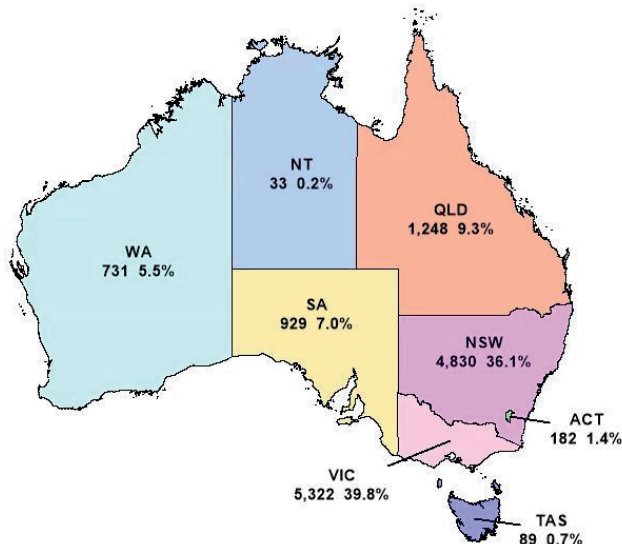 NT
33 0.2%
QLD
1,248 9.3%
WA
731 5.5%
SA
929 7.0%
NSW
4,830 36.1%
ACT
182 1.4%
VIC
5,322 39.8%
TAS
89 0.7%